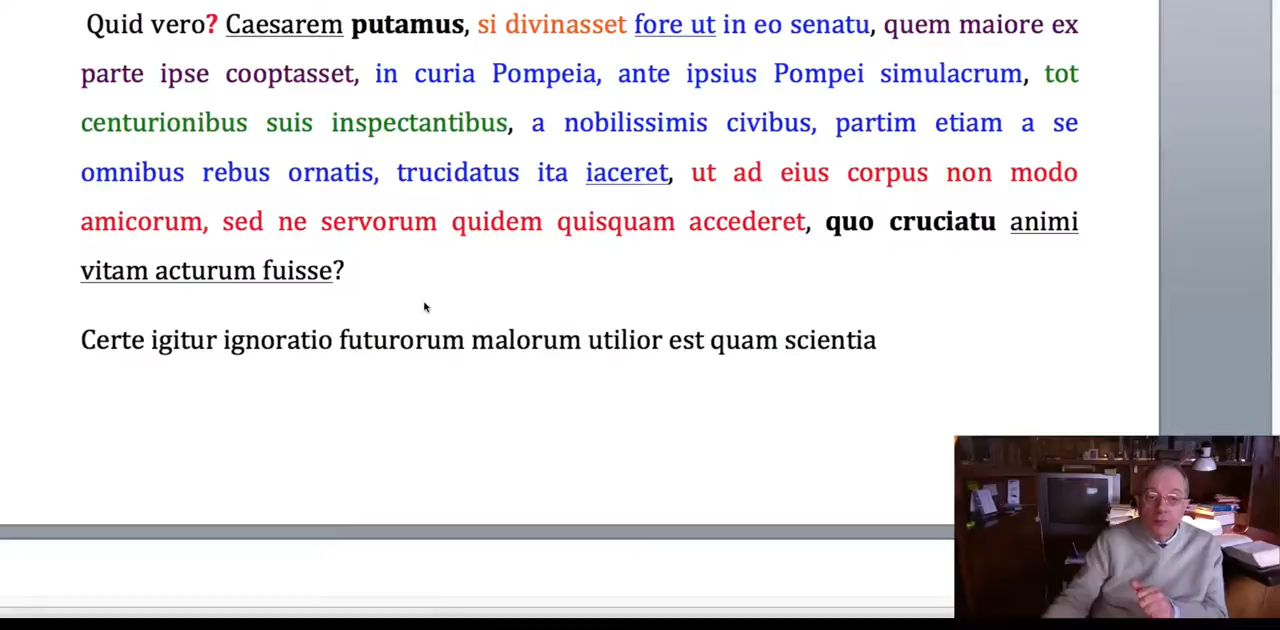 Quid vero? Caesarem putamus, si divinasset fore ut in eo senatu, quem maiore ex
parte ipse cooptasset, in curia Pompeia, ante ipsius Pompei simulacrum, tot
centurionibus suis inspectantibus, a nobilissimis civibus, partim etiam a se
omnibus rebus ornatis, trucidatus ita iaceret, ut ad eius corpus non modo
amicorum, sed ne servorum quidem quisquam accederet, quo cruciatu animi
vitam acturum fuisse?
Certe igitur ignoratio futurorum malorum utilior est quam scientia